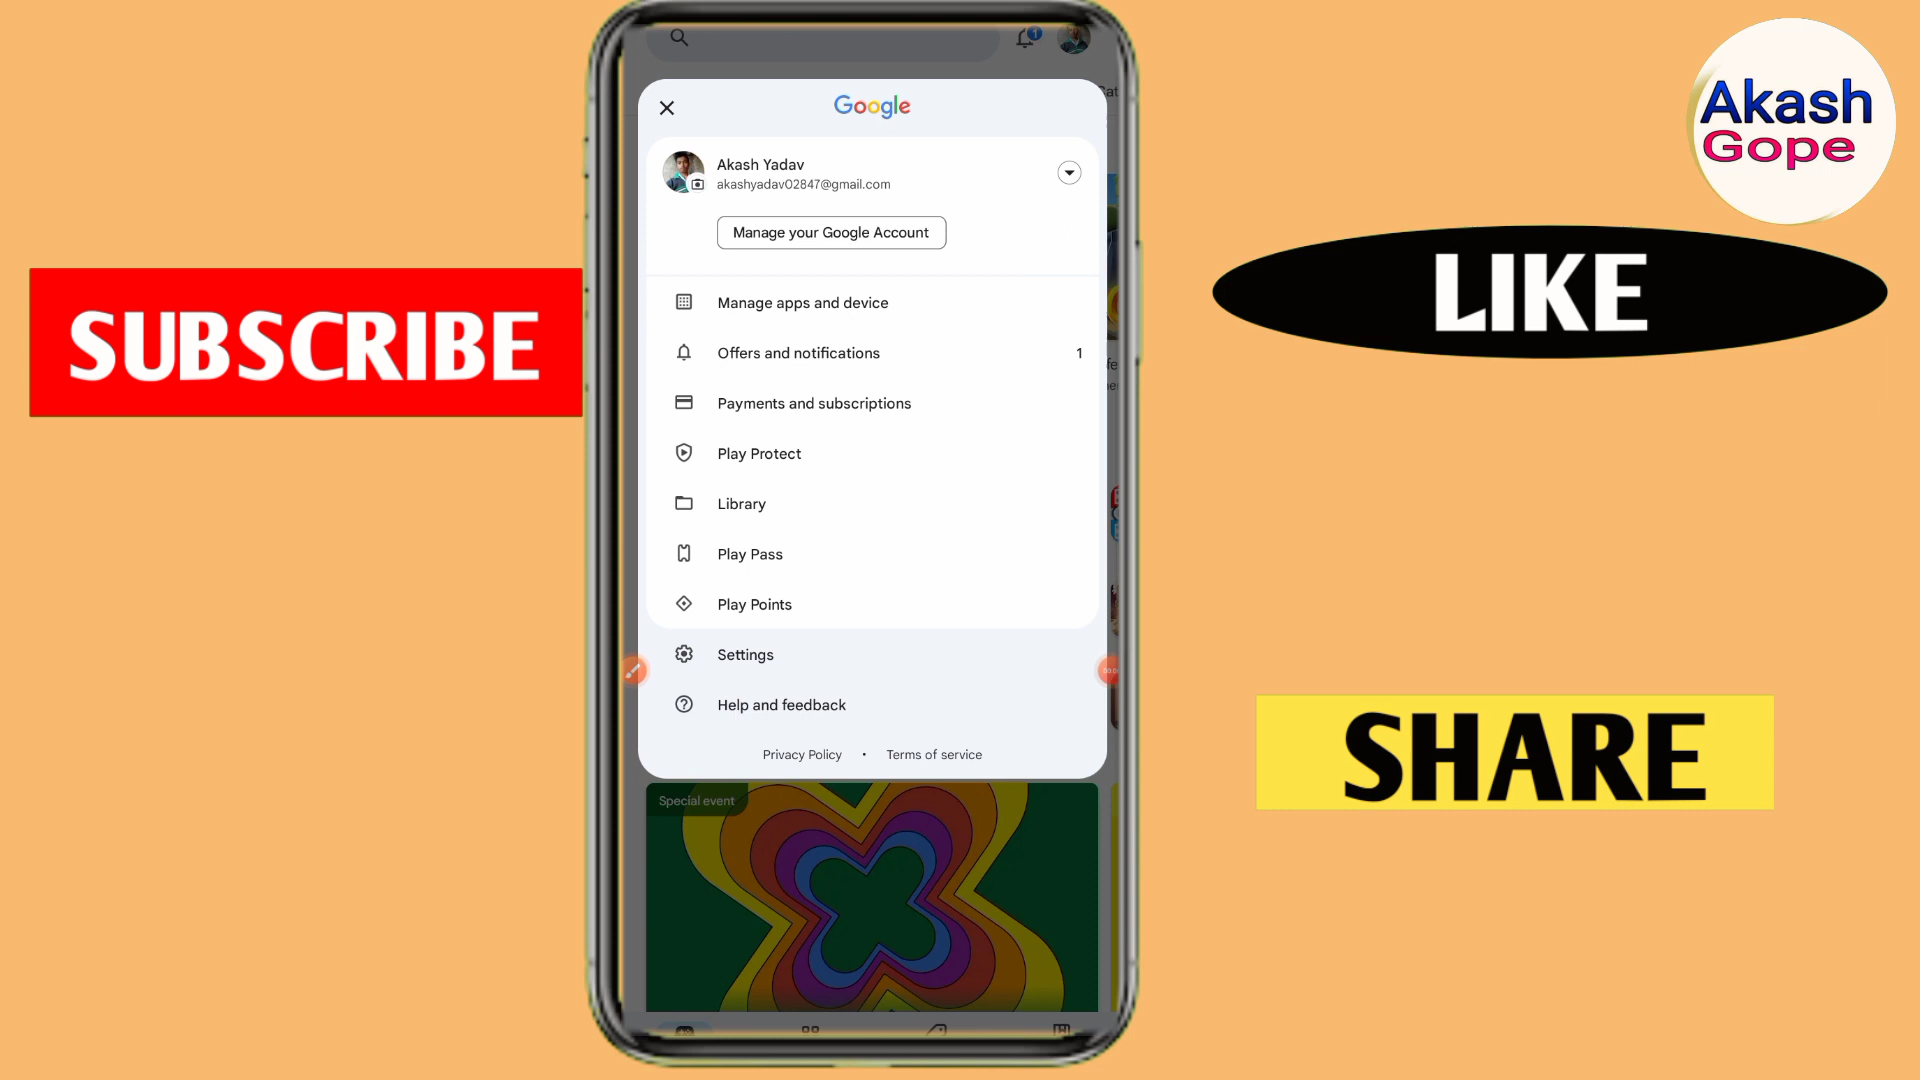 Google
Akash Yadav
akashyadav02847@gmail.com
Manage your Google Account
Manage apps and device
Offers and notifications 1
Payments and subscriptions
Play Protect
Library
Play Pass
Play Points
Settings
Help and feedback
Privacy Policy • Terms of service
Special event
SUBSCRIBE
Akash
Gope
LIKE
SHARE
1